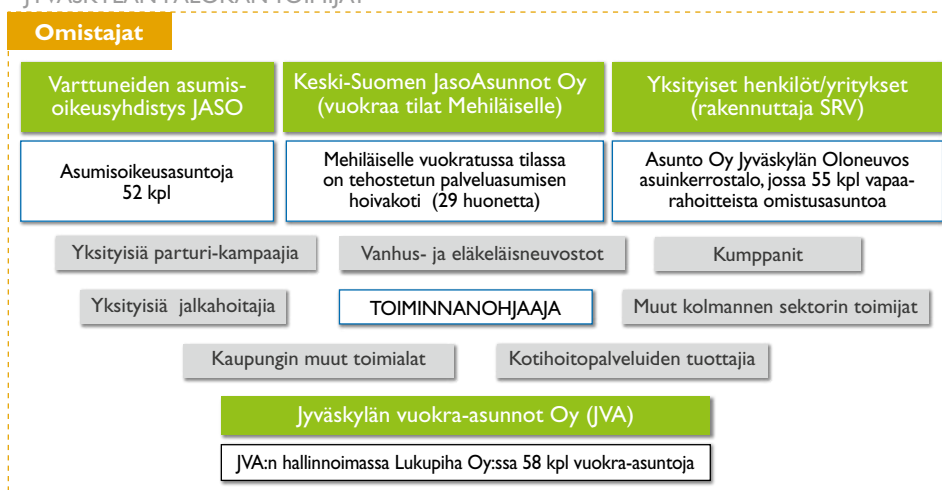 JYVÄSKYLÄN PALOKAN TOIMIJAT
Omistajat
Varttuneiden asumis-
oikeusyhdistys JASO
Keski-Suomen JasoAsunnot Oy
(vuokraa tilat Mehiläiselle)
Yksityiset henkilöt/yritykset
(rakennuttaja SRV)
Asumisoikeusasuntoja
52 kpl
Mehiläiselle vuokratussa tilassa
on tehostetun palveluasumisen
hoivakoti (29 huonetta)
Asunto Oy Jyväskylän Oloneuvos
asuinkerrostalo, jossa 55 kpl vapaa-
rahoitteista omistusasuntoa
Yksityisiä parturi-kampaajia
Vanhus- ja eläkeläisneuvostot
Kumppanit
Yksityisiä jalkahoitajia
TOIMINNANOHJAAJA
Muut kolmannen sektorin toimijat
Kaupungin muut toimialat
Kotihoitopalveluiden tuottajia
Jyväskylän vuokra-asunnot Oy (JVA)
JVA:n hallinnoimassa Lukupiha Oy:ssa 58 kpl vuokra-asuntoja